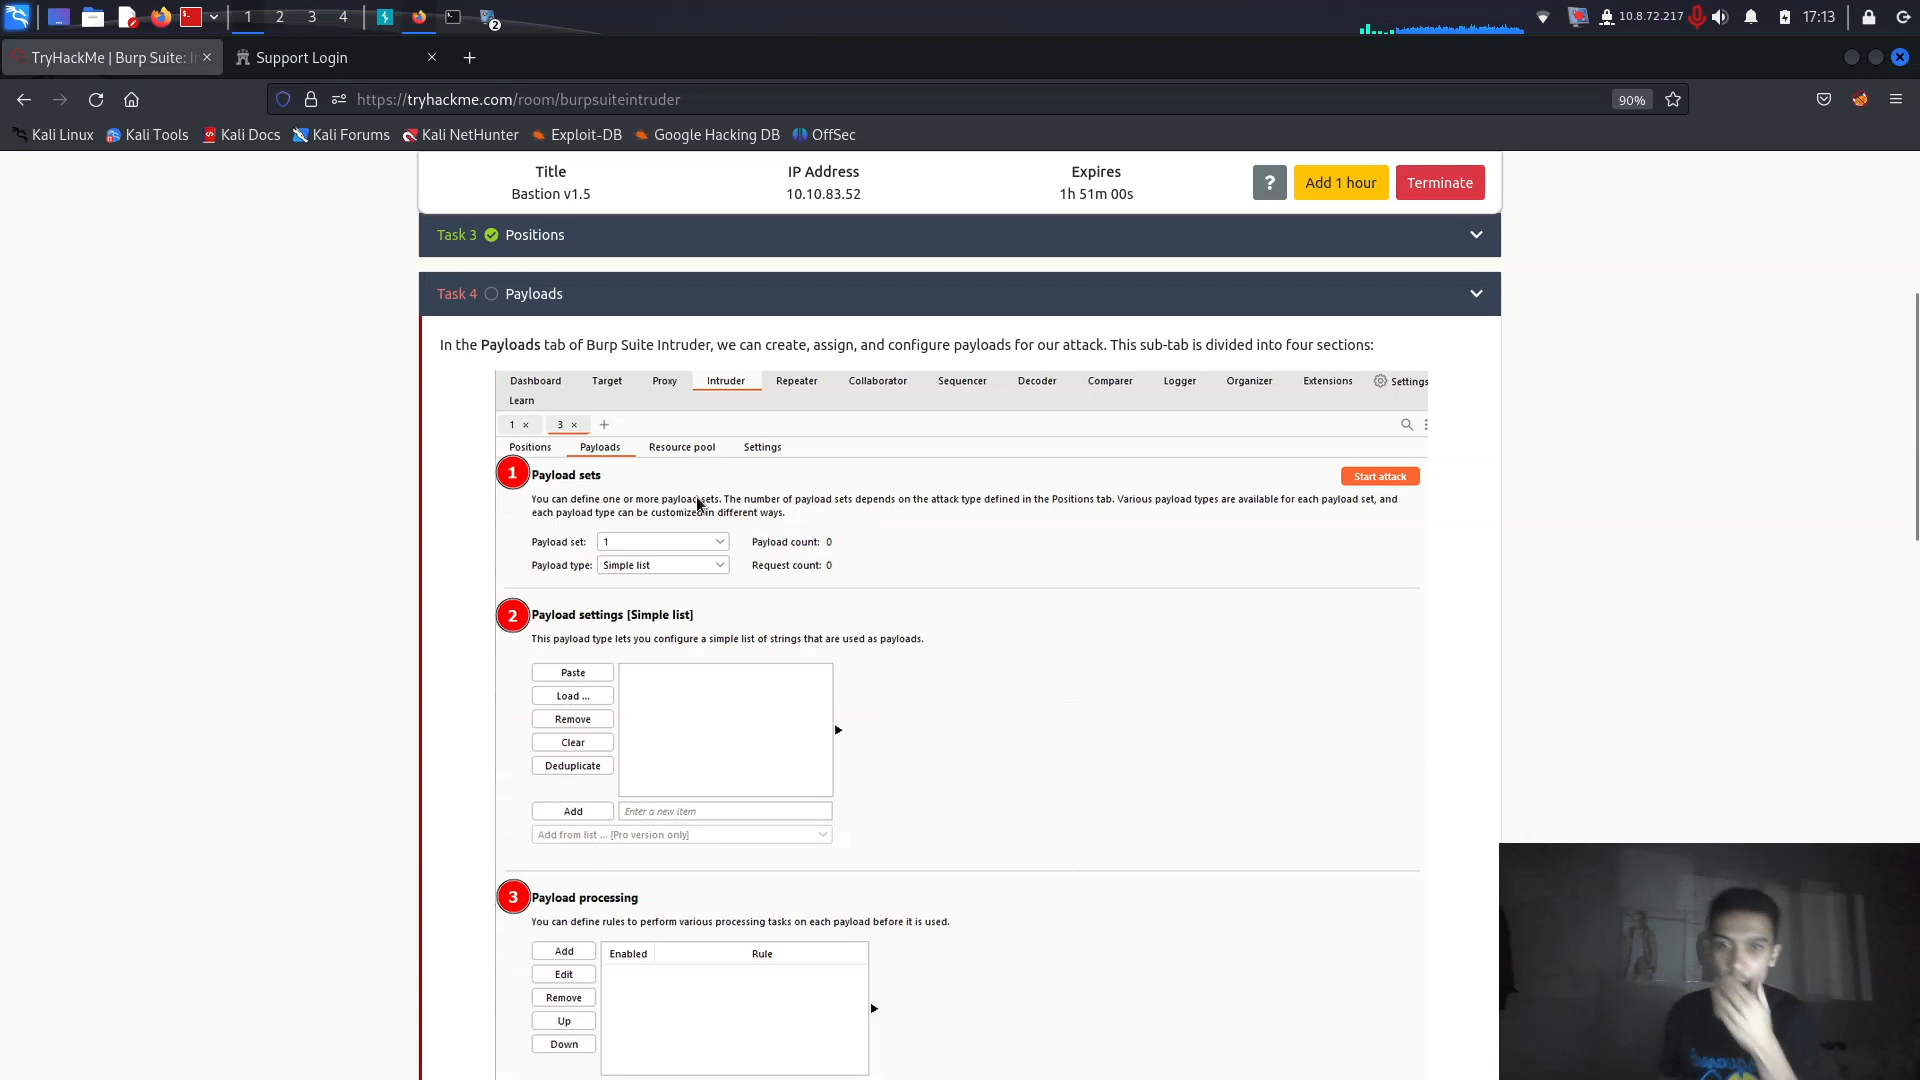 1 2 3 4 2 10.8.72.217 17:13
TryHackMe | Burp Suite: I Support Login
https://tryhackme.com/room/burpsuiteintruder 90%
Kali Linux Kali Tools Kali Docs Kali Forums Kali NetHunter Exploit-DB Google Hacking DB OffSec
Title IP Address Expires
Bastion v1.5 10.10.83.52 1h 51m 00s
? Add 1 hour Terminate
Task 3 Positions
Task 4 Payloads
In the Payloads tab of Burp Suite Intruder, we can create, assign, and configure payloads for our attack. This sub-tab is divided into four sections:
Dashboard Target Proxy Intruder Repeater Collaborator Sequencer Decoder Comparer Logger Organizer Extensions Settings
Learn
1 × 3 × +
Positions Payloads Resource pool Settings
1 Payload sets Start attack
You can define one or more payload sets. The number of payload sets depends on the attack type defined in the Positions tab. Various payload types are available for each payload set, and
each payload type can be customized in different ways.
Payload set: 1 Payload count: 0
Payload type: Simple list Request count: 0
2 Payload settings [Simple list]
This payload type lets you configure a simple list of strings that are used as payloads.
Paste
Load ...
Remove
Clear
Deduplicate
Add Enter a new item
Add from list ... [Pro version only]
3 Payload processing
You can define rules to perform various processing tasks on each payload before it is used.
Add Enabled Rule
Edit
Remove
Up
Down